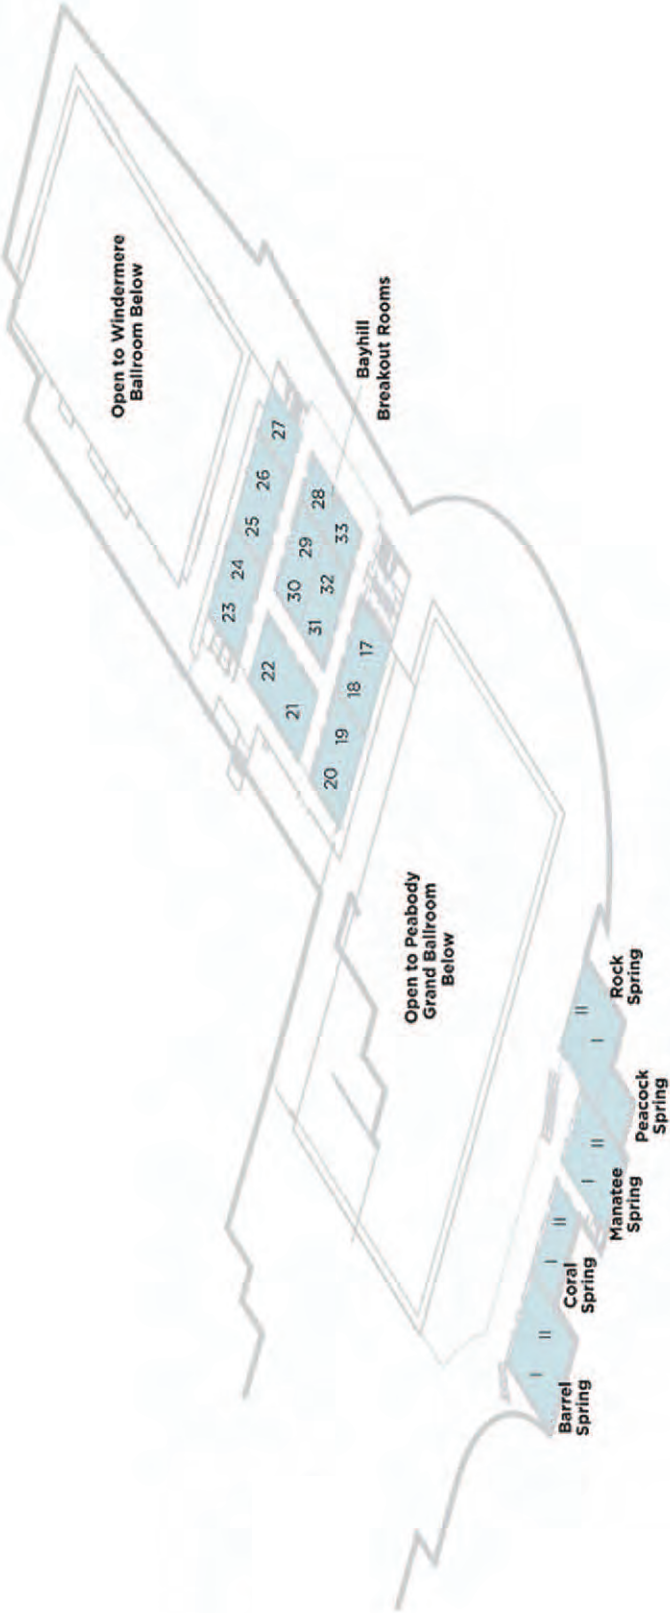 Open to Windermere
Ballroom Below
Bayhill
Breakout Rooms
27
26
25
24
23
28
29
30
33
32
31
22
21
17
18
19
20
Open to Peabody
Grand Ballroom
Below
Rock
Spring
II
I
Peacock
Spring
Manatee
Spring
II
I
Coral
Spring
II
I
Barrel
Spring
II
I